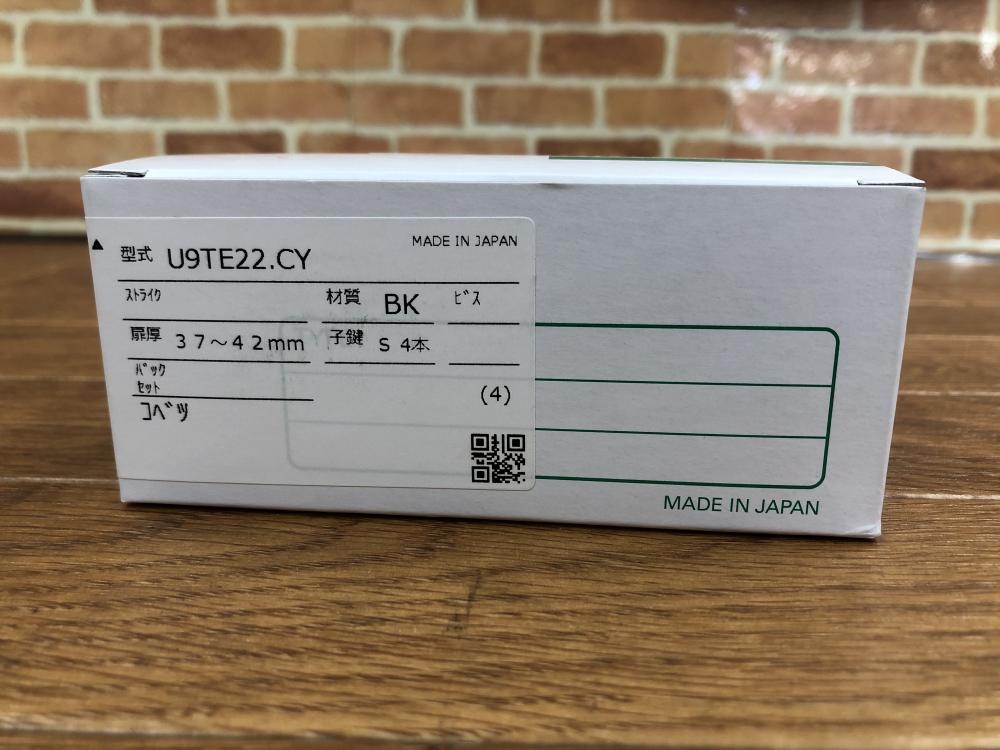 ▲
型式 U9TE22.CY MADE IN JAPAN
ストライク 材質 BK ビス
扉厚 37～42mm 子鍵 S 4本
バック
セット
コベツ
(4)
MADE IN JAPAN